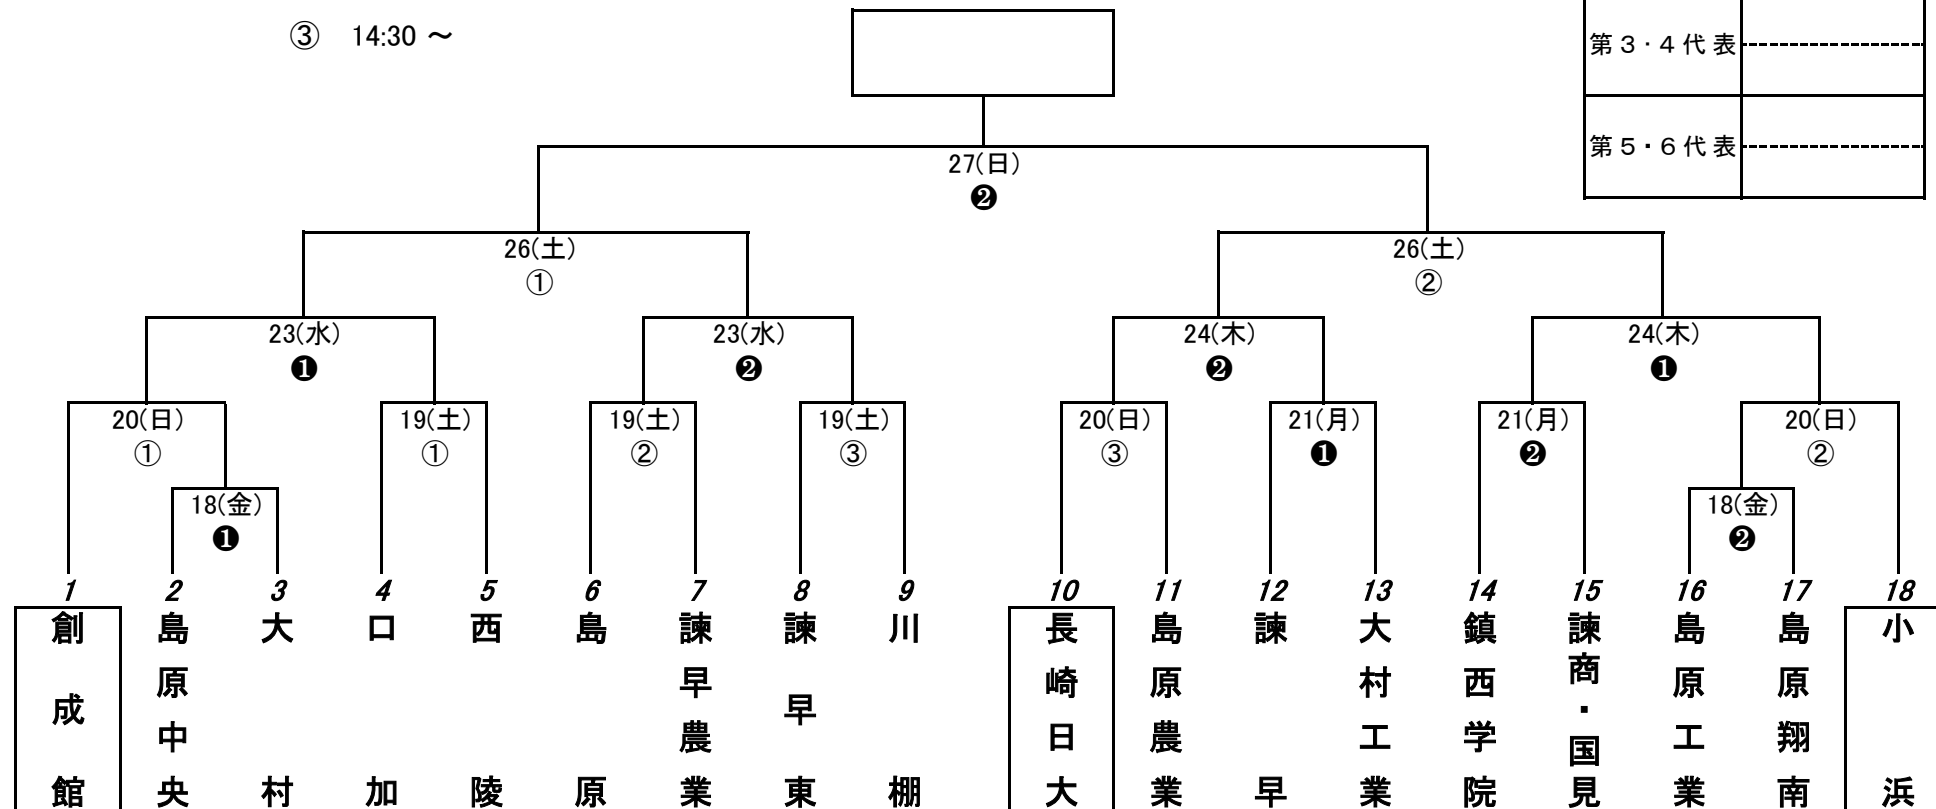 ③ 14:30 ～
第３・４代表
第５・６代表
27(日)
❷
26(土)
①
26(土)
②
23(水)
❶
23(水)
❷
24(木)
❷
24(木)
❶
20(日)
①
19(土)
①
19(土)
②
19(土)
③
20(日)
③
21(月)
❶
21(月)
❷
20(日)
②
18(金)
❶
18(金)
❷
1
創成館
2
島原中央
3
大村
4
口加
5
西陵
6
島原
7
諫早農業
8
諫早東
9
川棚
10
長崎日大
11
島原農業
12
諫早
13
大村工業
14
鎮西学院
15
諫商・国見
16
島原工業
17
島原翔南
18
小浜